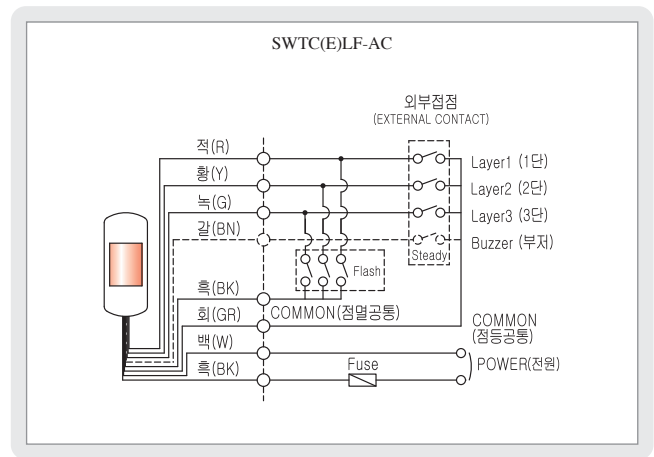 SWTC(E)LF-AC
외부접점
(EXTERNAL CONTACT)
적(R)
황(Y)
녹(G)
갈(BN)
Layer1 (1단)
Layer2 (2단)
Layer3 (3단)
Buzzer (부저)
Steady
Flash
흑(BK)
COMMON(점멸공통)
회(GR)
COMMON
(점등공통)
백(W)
POWER(전원)
흑(BK)
Fuse